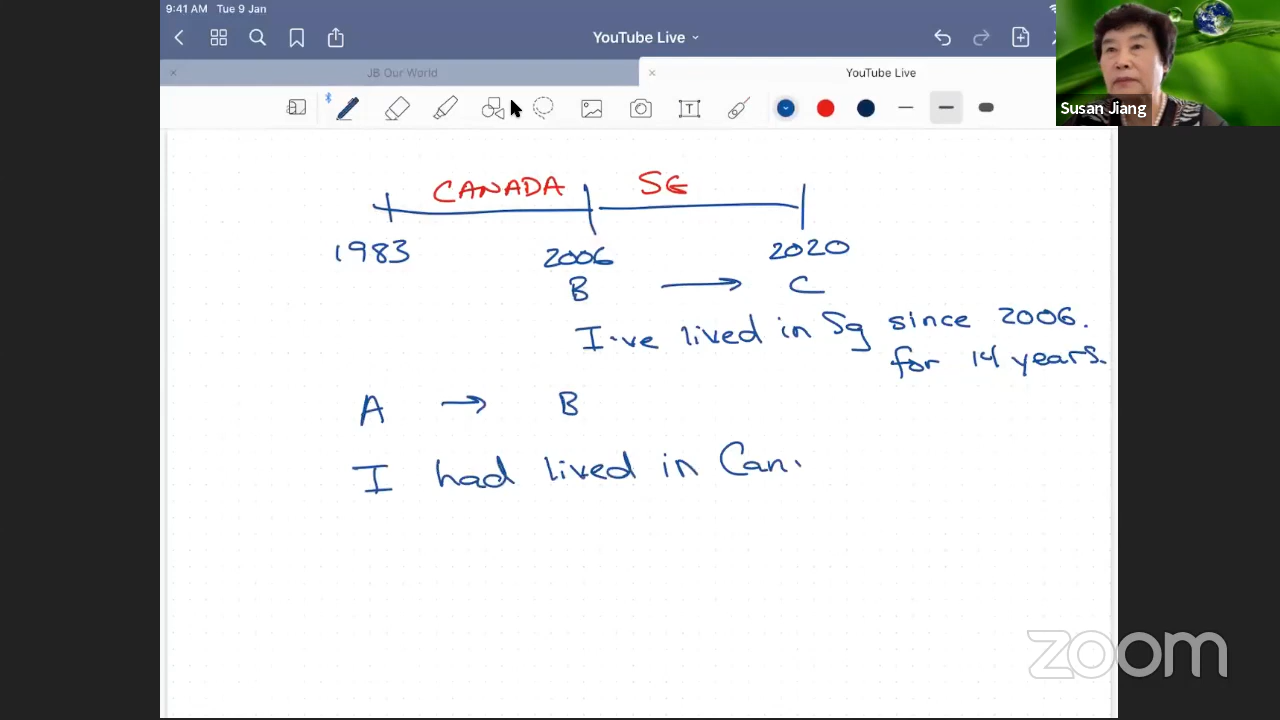 9:41 AM Tue 9 Jan
YouTube Live
JB Our World
YouTube Live
Susan Jiang
CANADA SG
1983 2006 2020
B → C
I've lived in Sg since 2006.
for 14 years.
A → B
I had lived in Can.
zoom